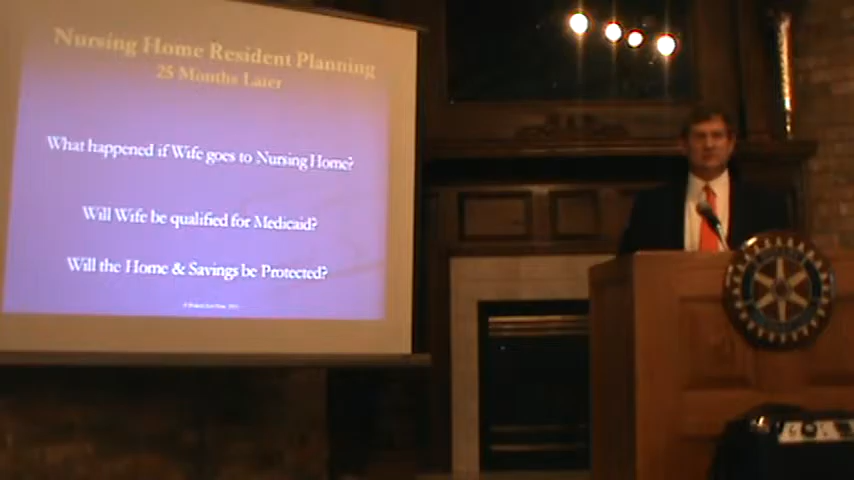 Nursing Home Resident Planning
25 Months Later
What happened if Wife goes to Nursing Home?
Will Wife be qualified for Medicaid?
Will the Home & Savings be Protected?